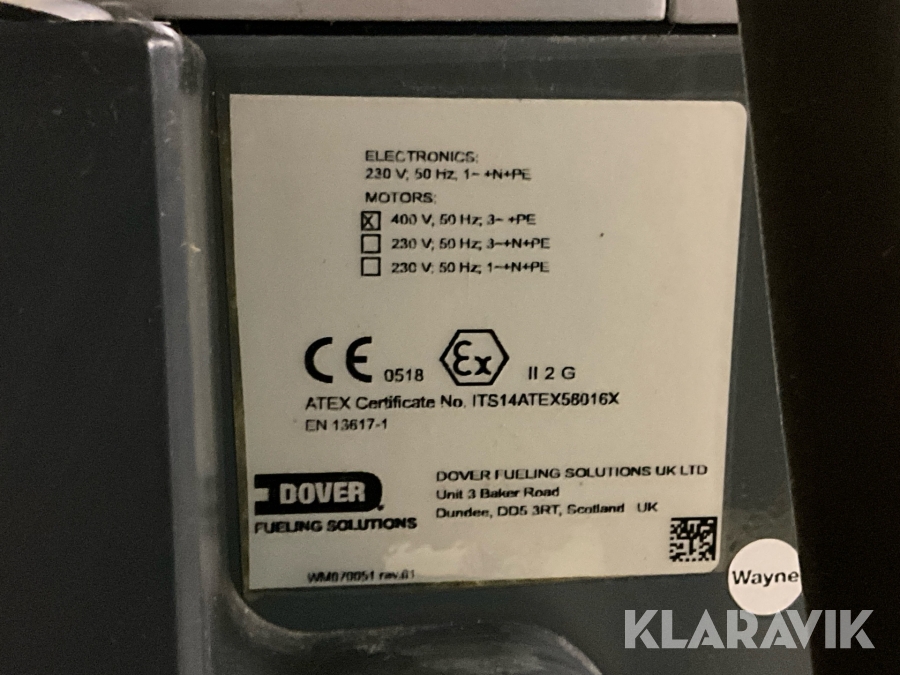 ELECTRONICS:
230 V; 50 Hz; 1~ +N+PE
MOTORS:
X 400 V; 50 Hz; 3~ +PE
230 V; 50 Hz; 3~+N+PE
230 V; 50 Hz; 1~+N+PE
CE 0518 Ex II 2 G
ATEX Certificate No. ITS14ATEX58016X
EN 13617-1
DOVER
FUELING SOLUTIONS
DOVER FUELING SOLUTIONS UK LTD
Unit 3 Baker Road
Dundee, DD5 3RT, Scotland UK
WM070051 rev.01
Wayne
KLARAVIK